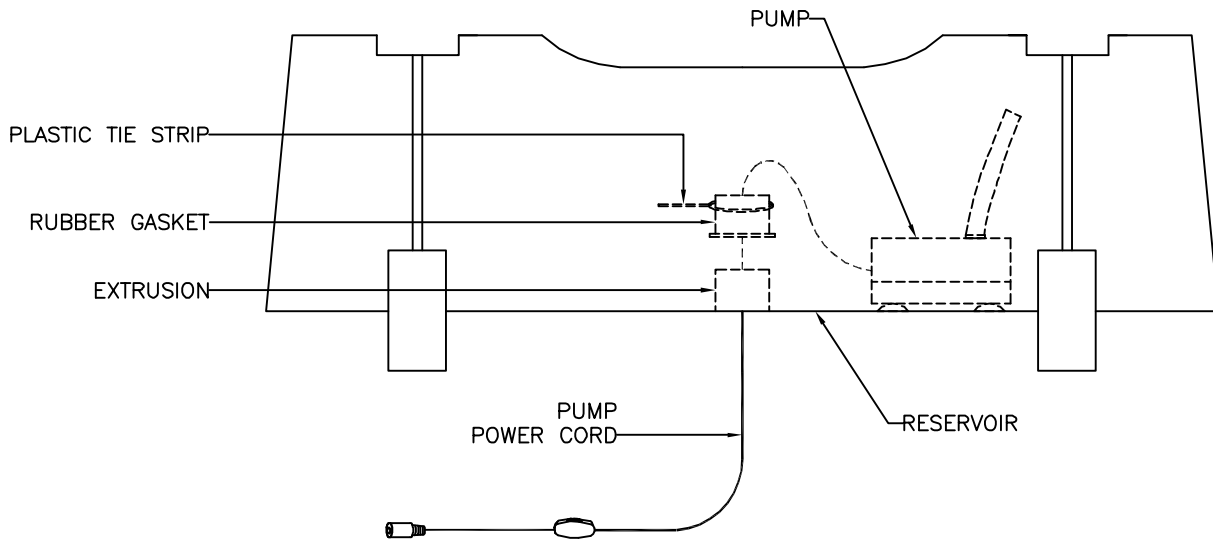 PUMP
PLASTIC TIE STRIP
RUBBER GASKET
EXTRUSION
PUMP
POWER CORD
RESERVOIR